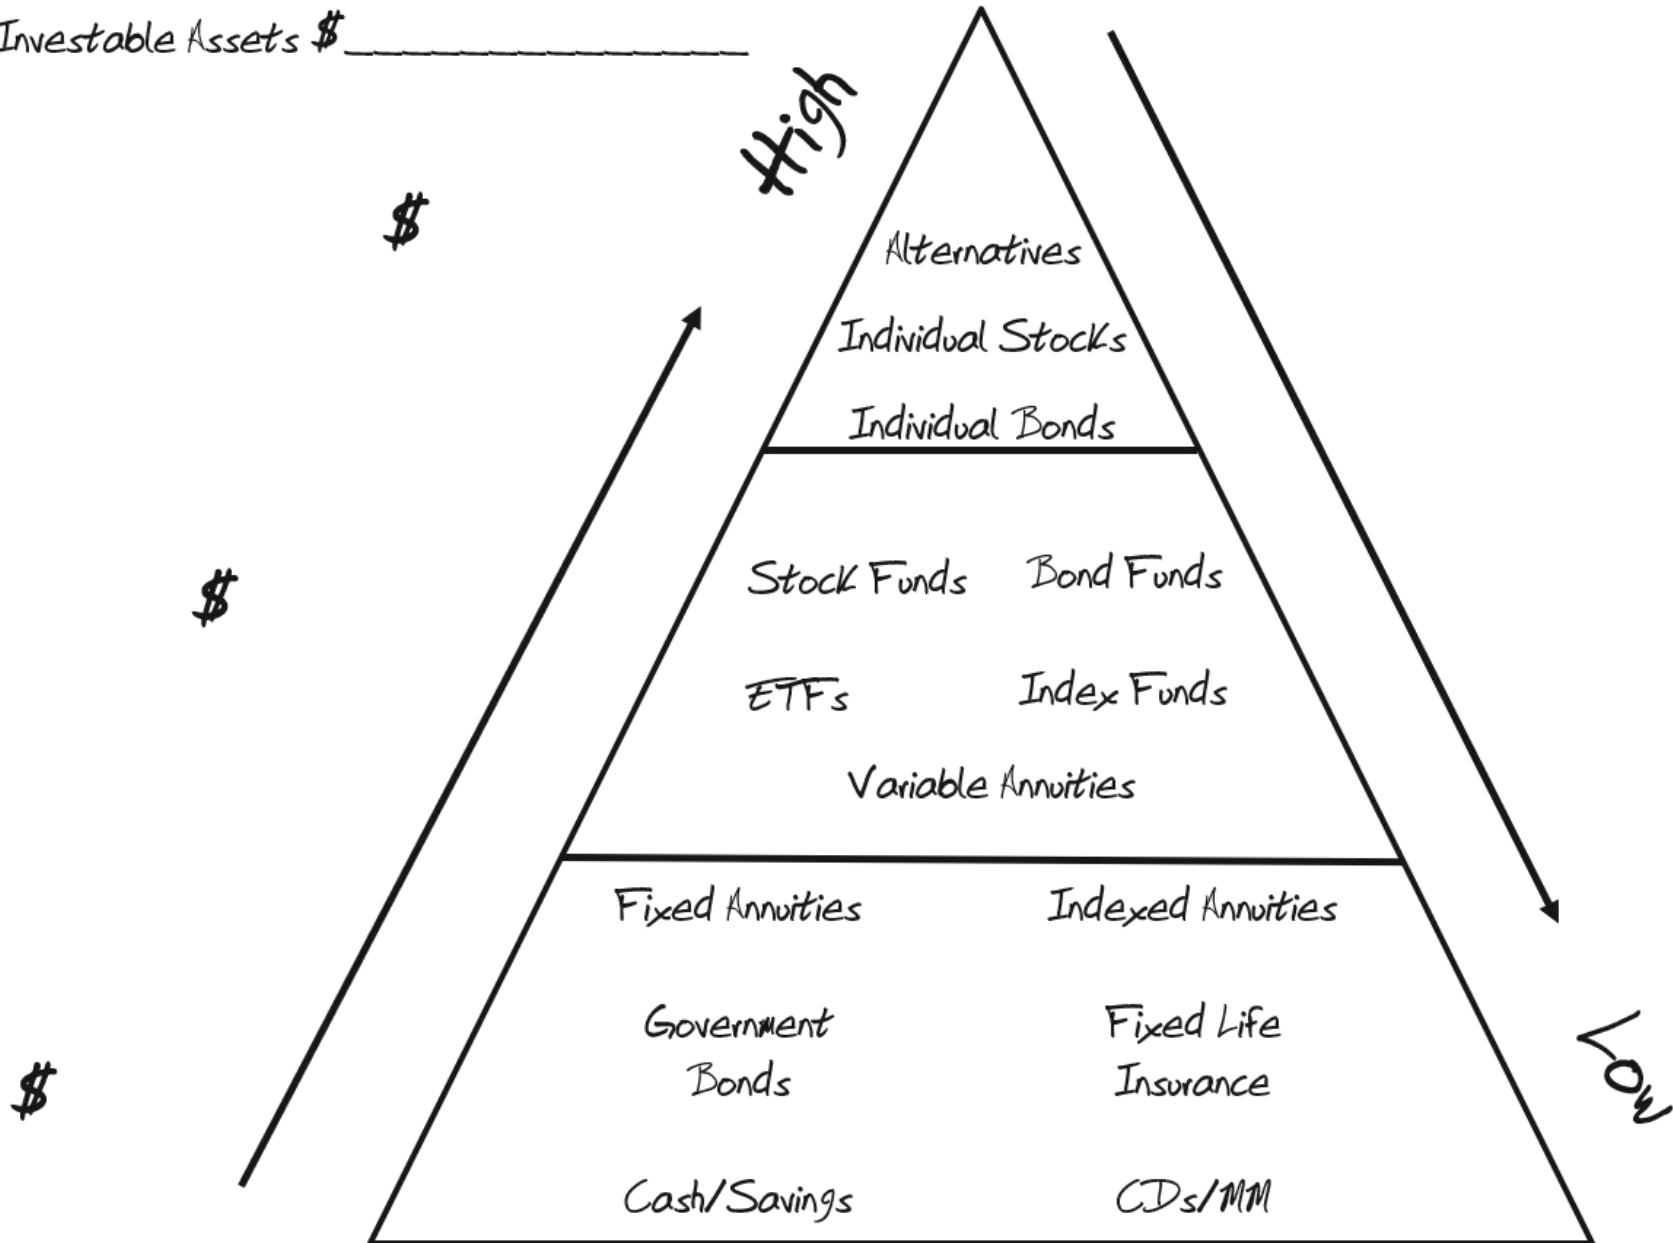 Investable Assets $______________
High
$
Alternatives
Individual Stocks
Individual Bonds
$
Stock Funds
Bond Funds
ETFs
Index Funds
Variable Annuities
Fixed Annuities
Indexed Annuities
Government
Bonds
Fixed Life
Insurance
$
Low
Cash/Savings
CDs/MM